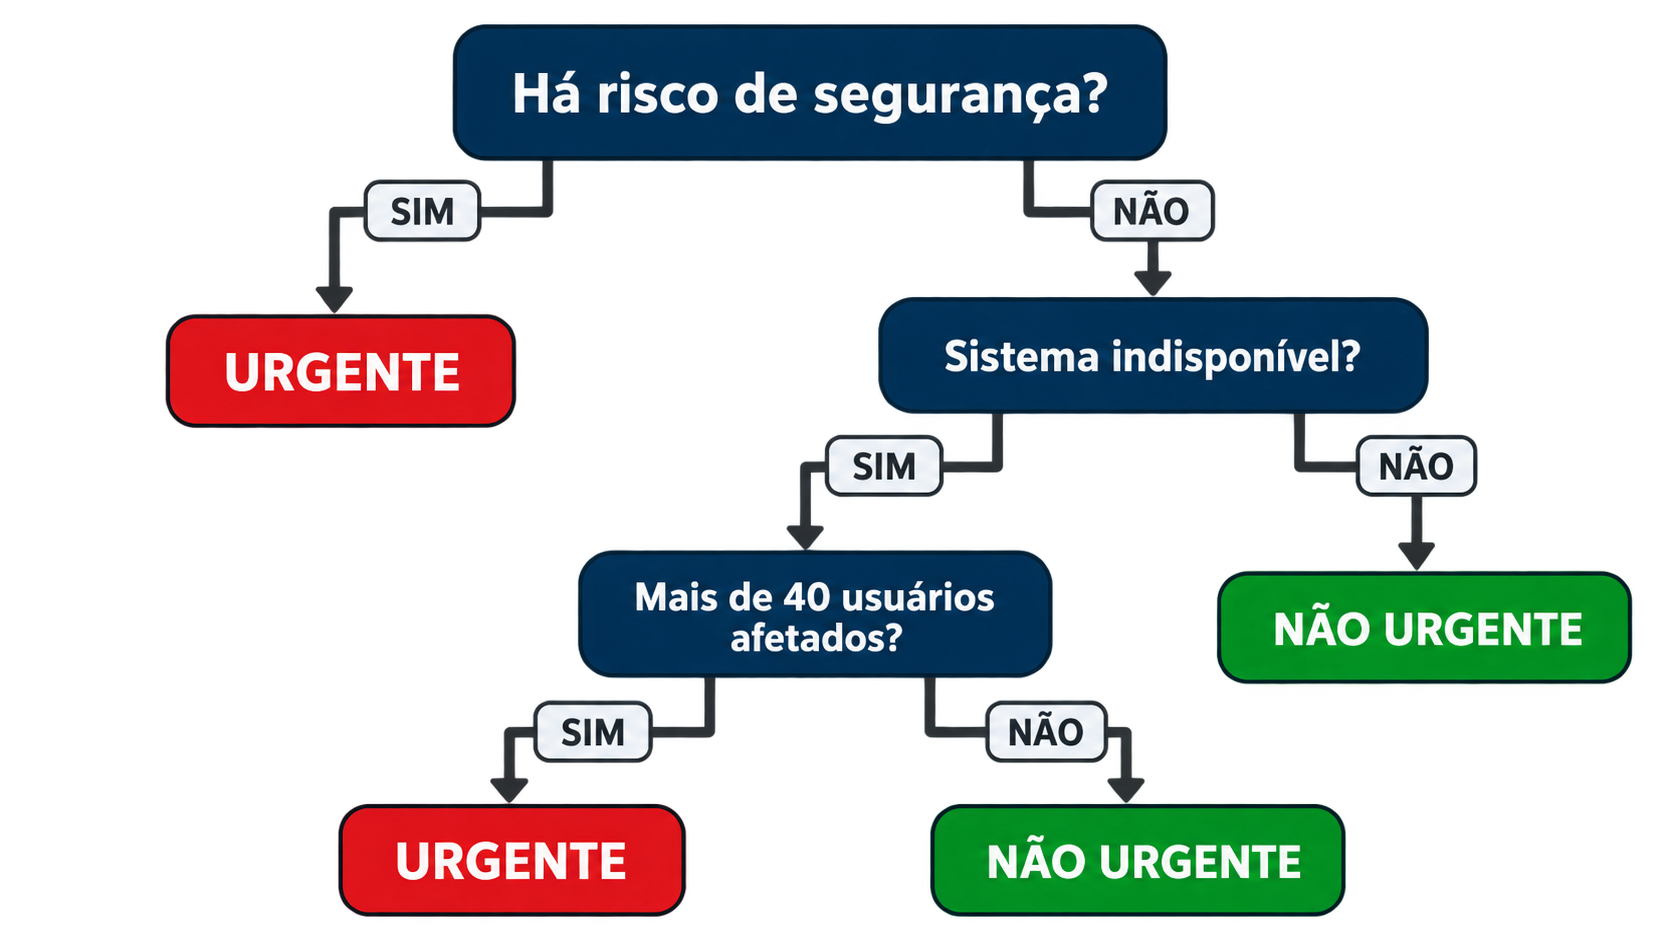 Há risco de segurança?
SIM
NÃO
URGENTE
Sistema indisponível?
SIM
NÃO
Mais de 40 usuários
afetados?
NÃO URGENTE
SIM
NÃO
URGENTE
NÃO URGENTE